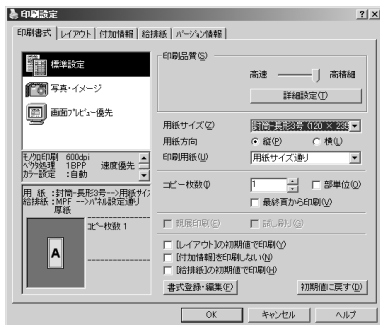 印刷設定
印刷書式 レイアウト 付加情報 給排紙 バージョン情報
標準設定
写真・イメージ
画面プレビュー優先
モノクロ印刷 600dpi
ベクタ処理 1BPP 速度優先
カラー設定 :自動
用 紙 :封筒-長形3号-->用紙サイズ
給排紙 :MPF -->パネル設定通り
厚紙
コピー枚数 1
A
印刷品質(S)
高速 高精細
詳細設定(T)
用紙サイズ(Z) 封筒-長形3号 (120 × 235
用紙方向 縦(P) 横(L)
印刷用紙(U) 用紙サイズ通り
コピー枚数(I) 1 部単位(O)
最終頁から印刷(V)
親展印刷(E) 試し刷り(G)
[レイアウト]の初期値で印刷(Y)
[付加情報]を印刷しない(N)
[給排紙]の初期値で印刷(H)
書式登録・編集(F) 初期値に戻す(D)
OK キャンセル ヘルプ